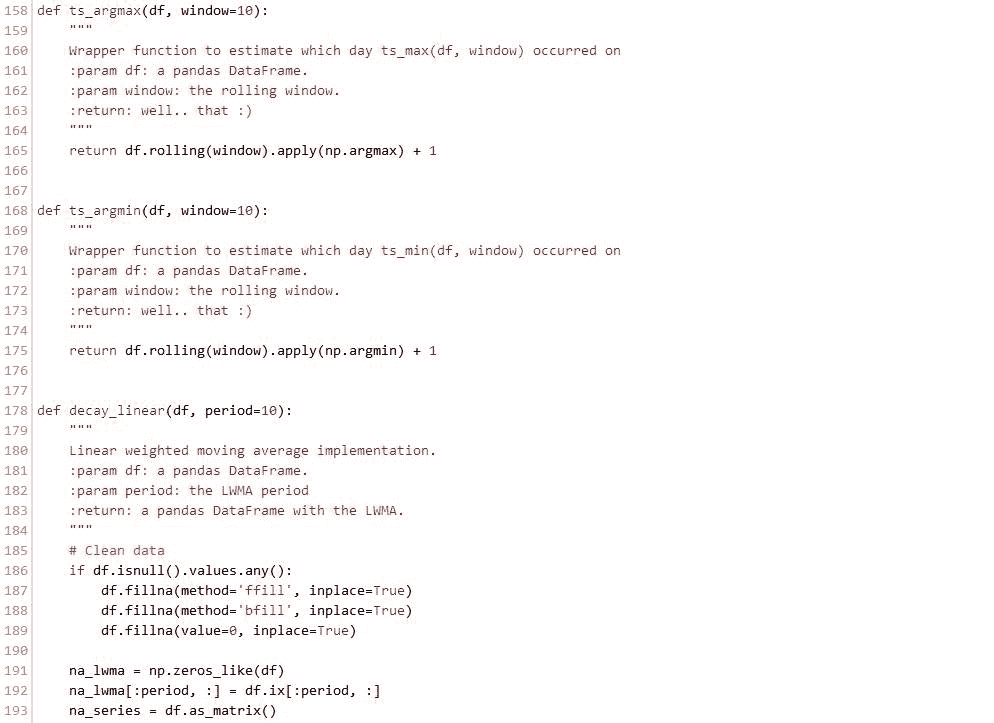 158 def ts_argmax(df, window=10):
159     """
160     Wrapper function to estimate which day ts_max(df, window) occurred on
161     :param df: a pandas DataFrame.
162     :param window: the rolling window.
163     :return: well.. that :)
164     """
165     return df.rolling(window).apply(np.argmax) + 1
166
167
168 def ts_argmin(df, window=10):
169     """
170     Wrapper function to estimate which day ts_min(df, window) occurred on
171     :param df: a pandas DataFrame.
172     :param window: the rolling window.
173     :return: well.. that :)
174     """
175     return df.rolling(window).apply(np.argmin) + 1
176
177
178 def decay_linear(df, period=10):
179     """
180     Linear weighted moving average implementation.
181     :param df: a pandas DataFrame.
182     :param period: the LWMA period
183     :return: a pandas DataFrame with the LWMA.
184     """
185     # Clean data
186     if df.isnull().values.any():
187         df.fillna(method='ffill', inplace=True)
188         df.fillna(method='bfill', inplace=True)
189         df.fillna(value=0, inplace=True)
190
191     na_lwma = np.zeros_like(df)
192     na_lwma[:period, :] = df.ix[:period, :]
193     na_series = df.as_matrix()